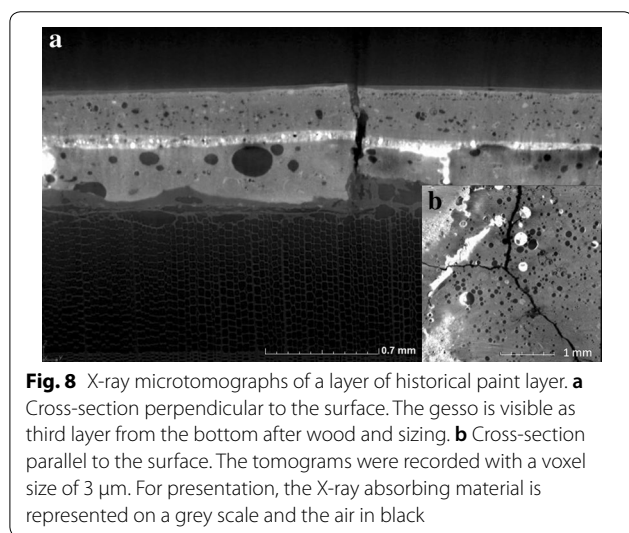 a
0.7 mm
b
1 mm
Fig. 8 X-ray microtomographs of a layer of historical paint layer. a
Cross-section perpendicular to the surface. The gesso is visible as
third layer from the bottom after wood and sizing. b Cross-section
parallel to the surface. The tomograms were recorded with a voxel
size of 3 μm. For presentation, the X-ray absorbing material is
represented on a grey scale and the air in black